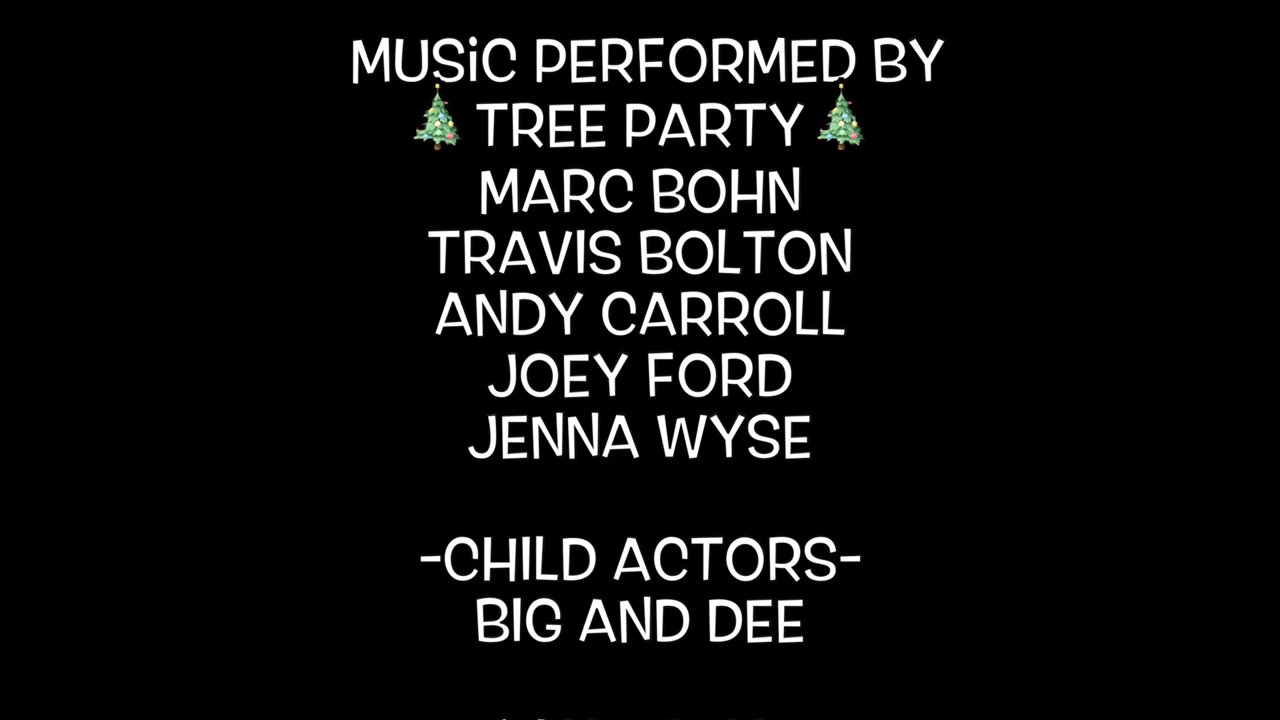 MUSiC PERFORMED BY
🎄 TREE PARTY 🎄
MARC BOHN
TRAVIS BOLTON
ANDY CARROLL
JOEY FORD
JENNA WYSE
-CHILD ACTORS-
BIG AND DEE